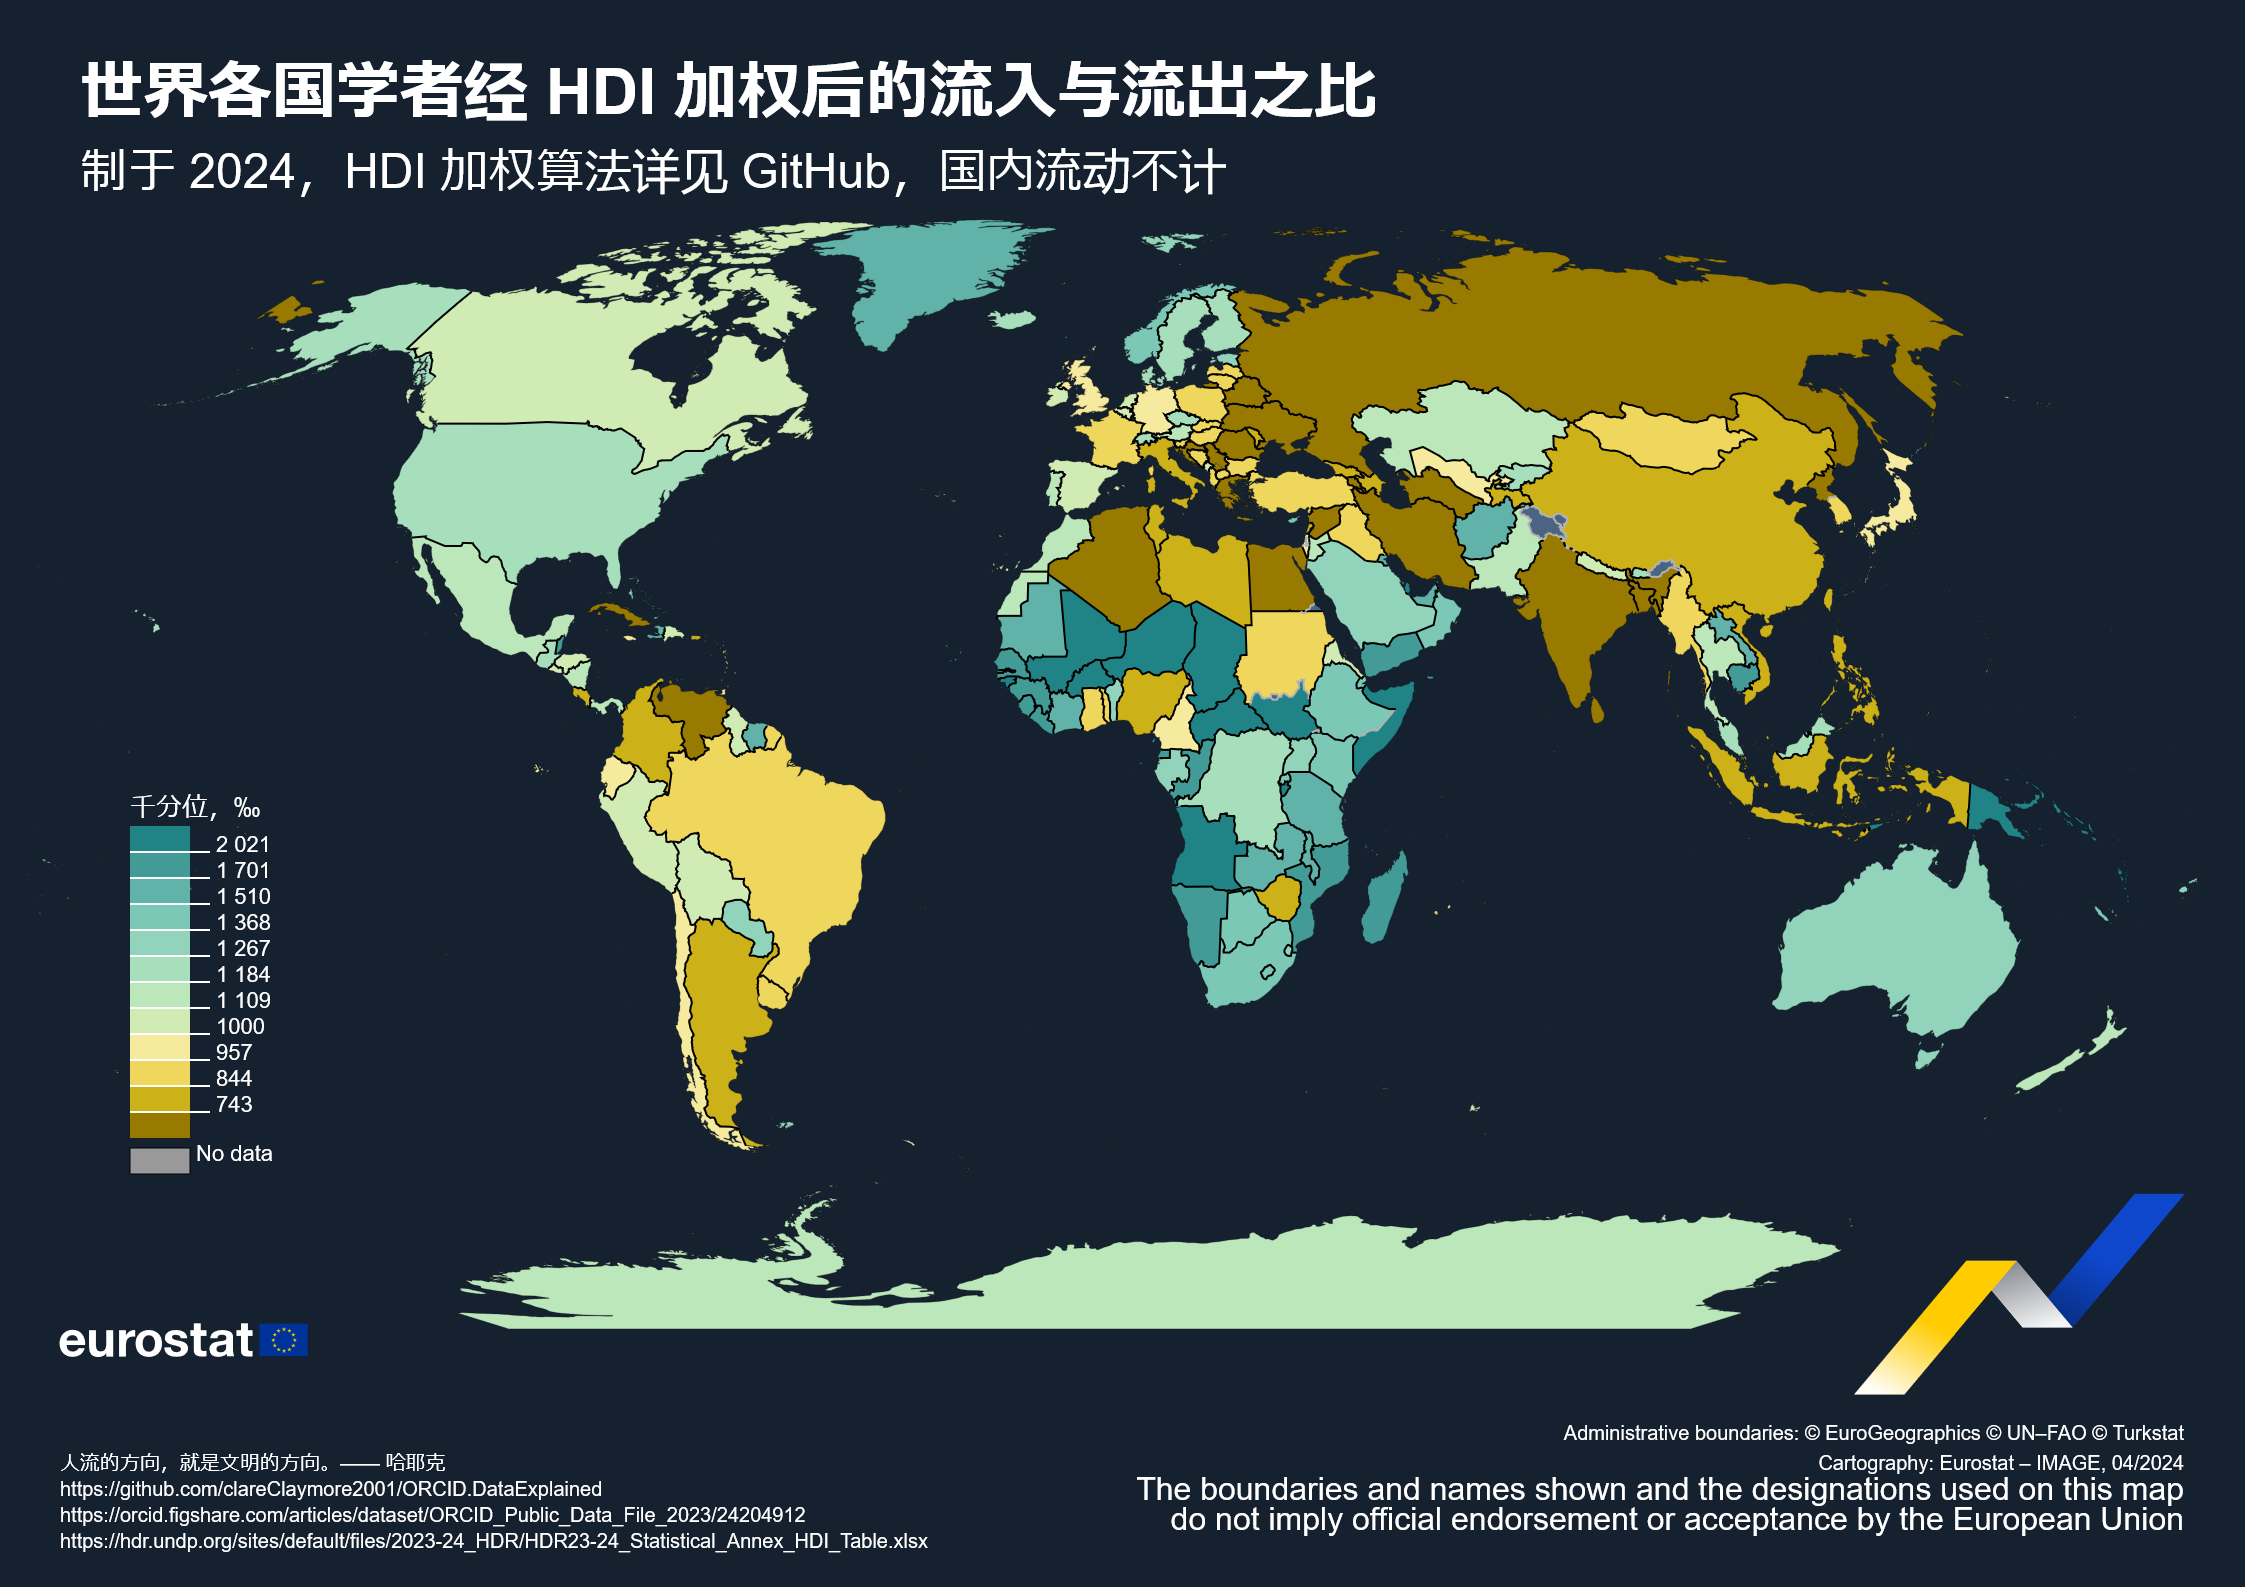 世界各国学者经 HDI 加权后的流入与流出之比
制于 2024，HDI 加权算法详见 GitHub，国内流动不计
千分位，‰
2 021
1 701
1 510
1 368
1 267
1 184
1 109
1000
957
844
743
No data
eurostat
人流的方向，就是文明的方向。—— 哈耶克
https://github.com/clareClaymore2001/ORCID.DataExplained
https://orcid.figshare.com/articles/dataset/ORCID_Public_Data_File_2023/24204912
https://hdr.undp.org/sites/default/files/2023-24_HDR/HDR23-24_Statistical_Annex_HDI_Table.xlsx
Administrative boundaries: © EuroGeographics © UN–FAO © Turkstat
Cartography: Eurostat – IMAGE, 04/2024
The boundaries and names shown and the designations used on this map
do not imply official endorsement or acceptance by the European Union